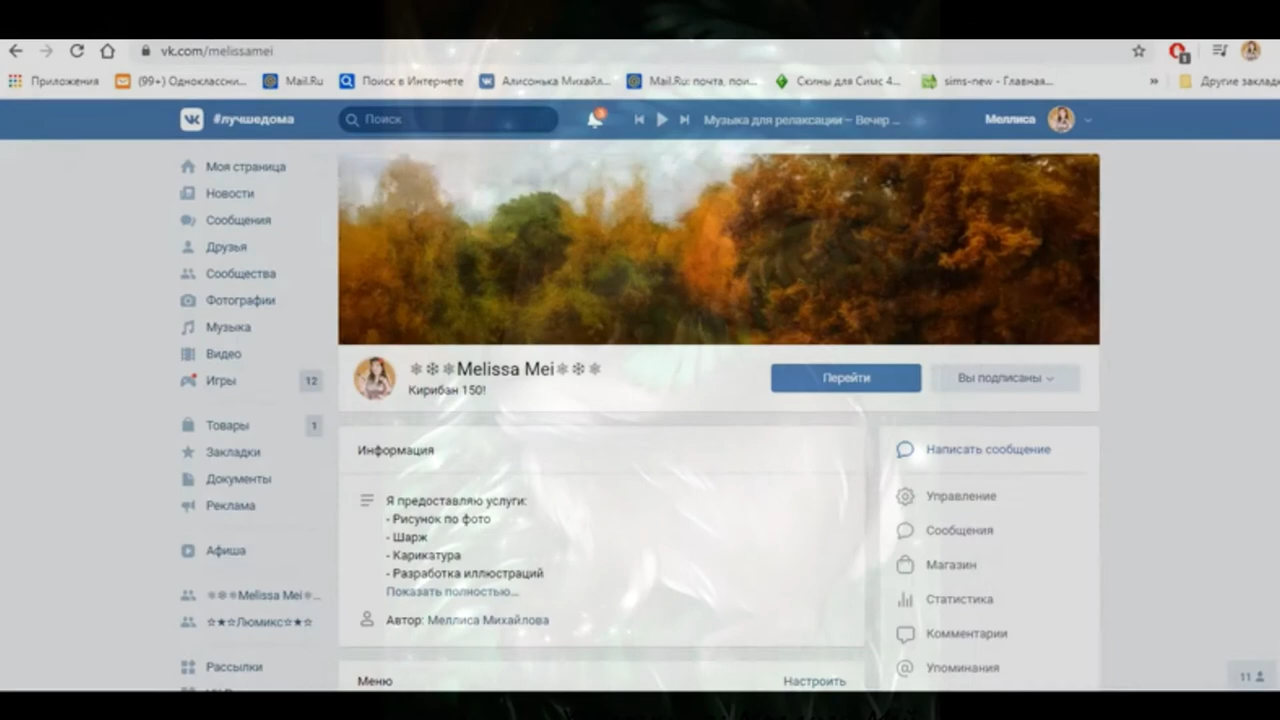 vk.com/melissamei
Приложения (99+) Одноклассни... Mail.Ru Поиск в Интернете Алисонька Михайл... Mail.Ru: почта, пои... Скины для Симс 4... sims-new - Главная... » Другие заклад
#лучшедома Поиск Музыка для релаксации – Вечер ... Меллиса
Моя страница
Новости
Сообщения
Друзья
Сообщества
Фотографии
Музыка
Видео
Игры 12
Товары 1
Закладки
Документы
Реклама
Афиша
❄❄❄Melissa Mei❄...
☆★☆Люмикс☆★☆
Рассылки
❄❄❄Melissa Mei❄❄❄
Кирибан 150!
Перейти Вы подписаны
Информация
Я предоставляю услуги:
- Рисунок по фото
- Шарж
- Карикатура
- Разработка иллюстраций
Показать полностью...
Автор: Меллиса Михайлова
Меню Настроить
Написать сообщение
Управление
Сообщения
Магазин
Статистика
Комментарии
Упоминания
11